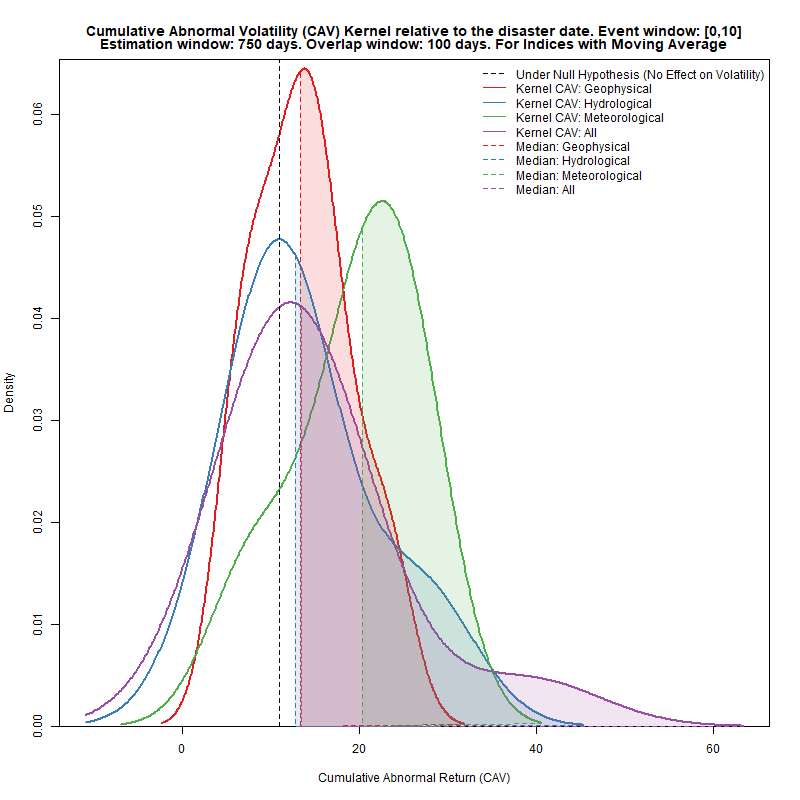 Cumulative Abnormal Volatility (CAV) Kernel relative to the disaster date. Event window: [0,10]
Estimation window: 750 days. Overlap window: 100 days. For Indices with Moving Average
Under Null Hypothesis (No Effect on Volatility)
Kernel CAV: Geophysical
Kernel CAV: Hydrological
Kernel CAV: Meteorological
Kernel CAV: All
Median: Geophysical
Median: Hydrological
Median: Meteorological
Median: All
Density
0.06
0.05
0.04
0.03
0.02
0.01
0.00
0 20 40 60
Cumulative Abnormal Return (CAV)